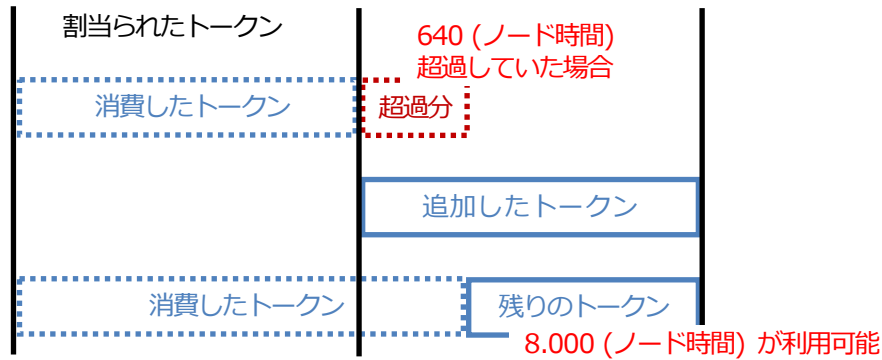 割当られたトークン
640 (ノード時間)
超過していた場合
消費したトークン
超過分
追加したトークン
消費したトークン
残りのトークン
8.000 (ノード時間) が利用可能